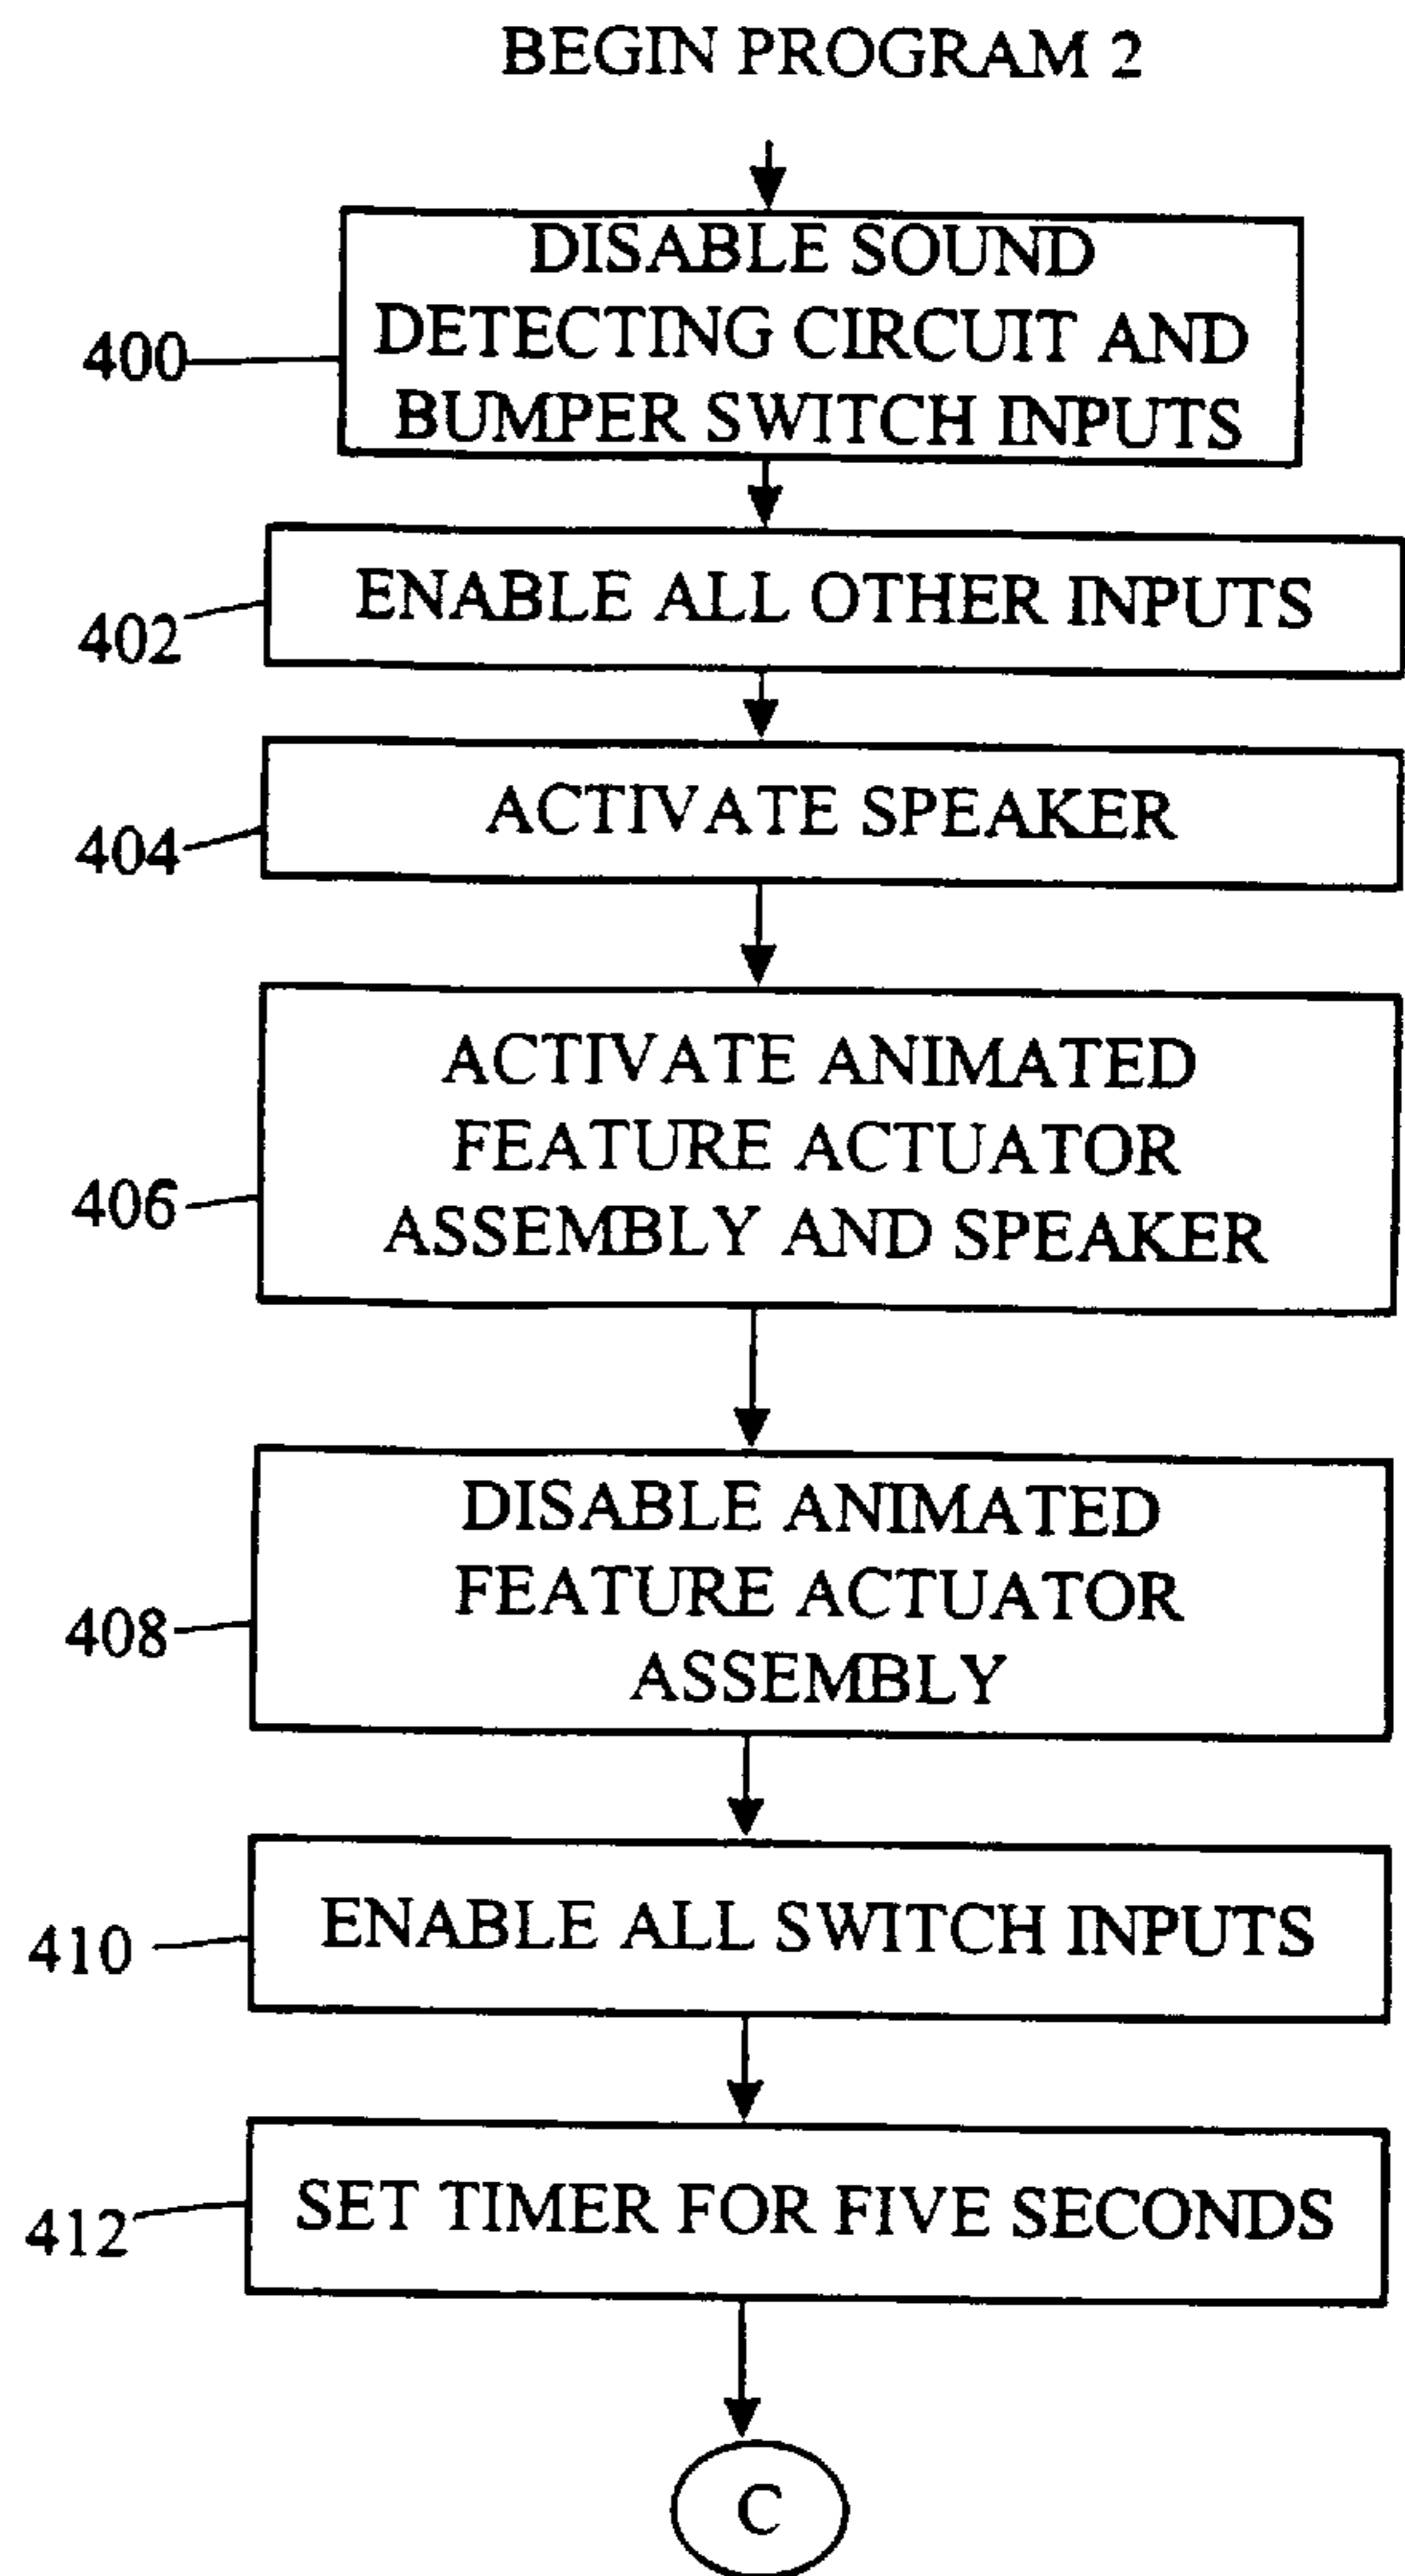 BEGIN PROGRAM 2
400
DISABLE SOUND
DETECTING CIRCUIT AND
BUMPER SWITCH INPUTS
402
ENABLE ALL OTHER INPUTS
404
ACTIVATE SPEAKER
406
ACTIVATE ANIMATED
FEATURE ACTUATOR
ASSEMBLY AND SPEAKER
408
DISABLE ANIMATED
FEATURE ACTUATOR
ASSEMBLY
410
ENABLE ALL SWITCH INPUTS
412
SET TIMER FOR FIVE SECONDS
C